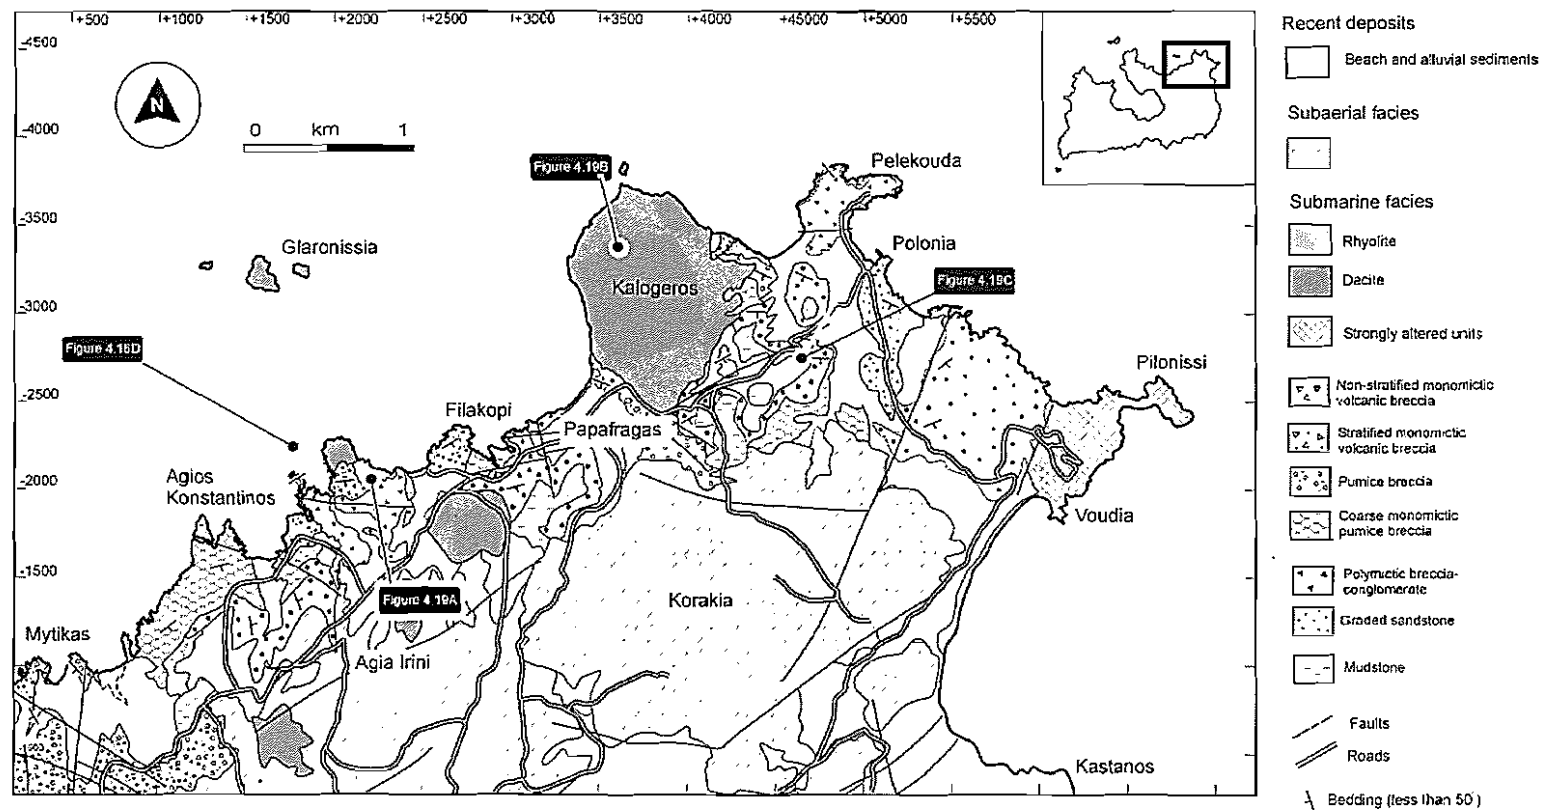 +500
+1000
+1500
+2000
+2500
+3000
+3500
+4000
+45000
+5000
+5500
-4500
-4000
-3500
-3000
-2500
-2000
-1500
N
0 km 1
Figure 4.19B
Pelekouda
Glaronissia
Polonia
Kalogeros
Figure 4.19C
Figure 4.16D
Pilonissi
Filakopi
Papafragas
Agios
Konstantinos
Voudia
Figure 4.19A
Korakia
Mytikas
Agia Irini
Kastanos
Recent deposits
Beach and alluvial sediments
Subaerial facies
Submarine facies
Rhyolite
Dacite
Strongly altered units
Non-stratified monomictic
volcanic breccia
Stratified monomictic
volcanic breccia
Pumice breccia
Coarse monomictic
pumice breccia
Polymictic breccia-
conglomerate
Graded sandstone
Mudstone
Faults
Roads
Bedding (less than 50°)